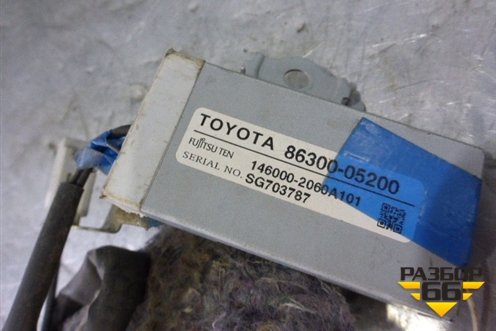 TOYOTA 86300-05200
FUJITSU TEN 146000-2060A101
SERIAL NO. SG703787
РАЗБОР
66